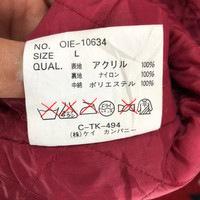 NO. OIE-10634
SIZE L
QUAL. 表地 アクリル 100%
裏地 ナイロン 100%
中綿 ポリエステル 100%
C-TK-494
(株)ケイ カンパニー